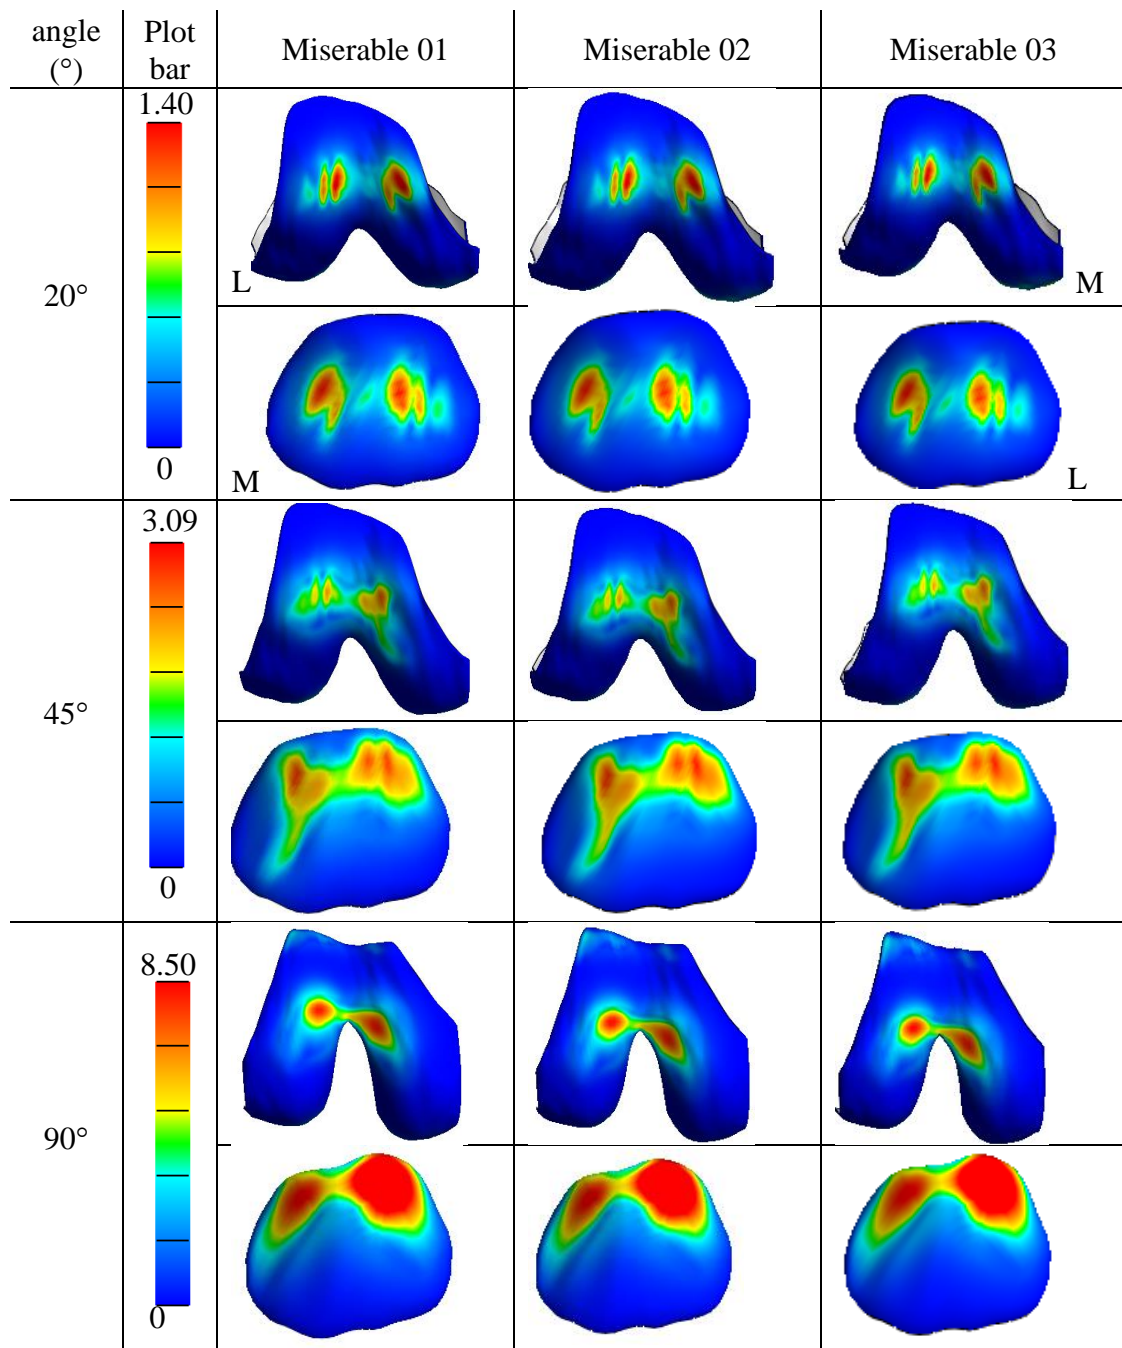 angle
(°)
Plot
bar
Miserable 01
Miserable 02
Miserable 03
20°
1.40
0
L
M
M
L
45°
3.09
0
90°
8.50
0